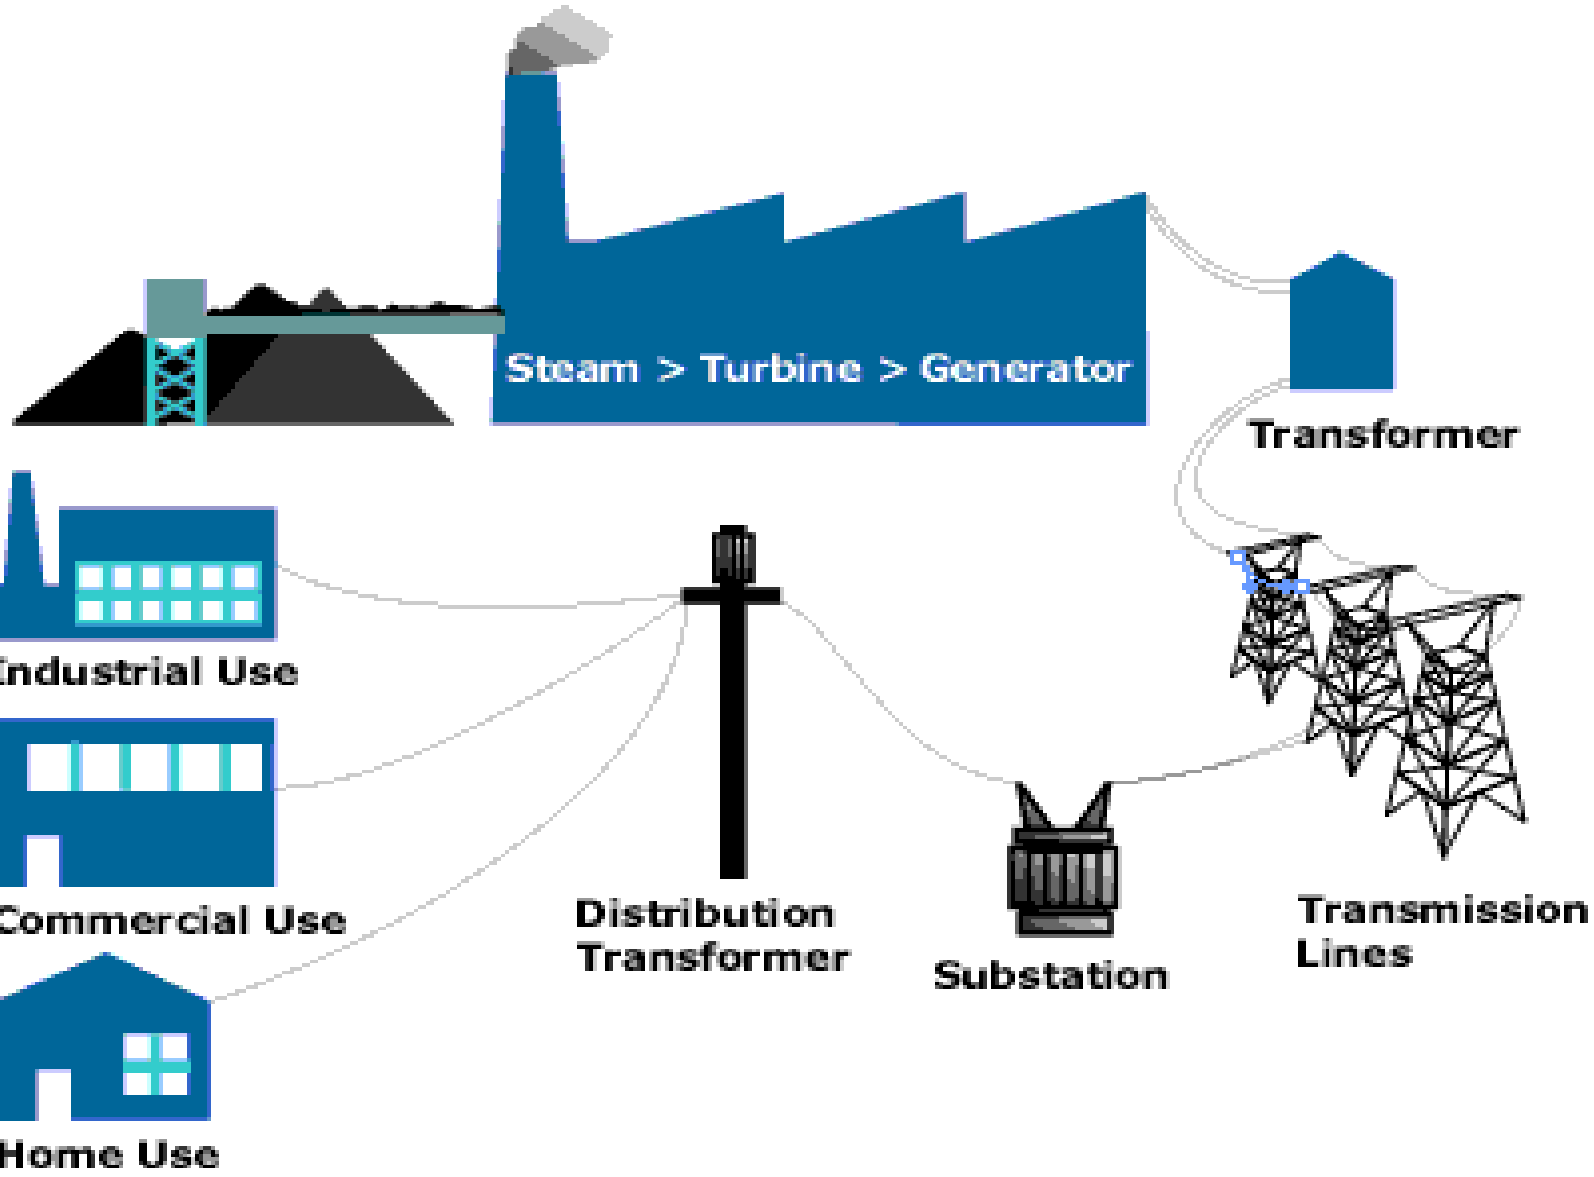 Steam > Turbine > Generator
Transformer
Industrial Use
Commercial Use
Distribution
Transformer
Transmission
Lines
Substation
Home Use